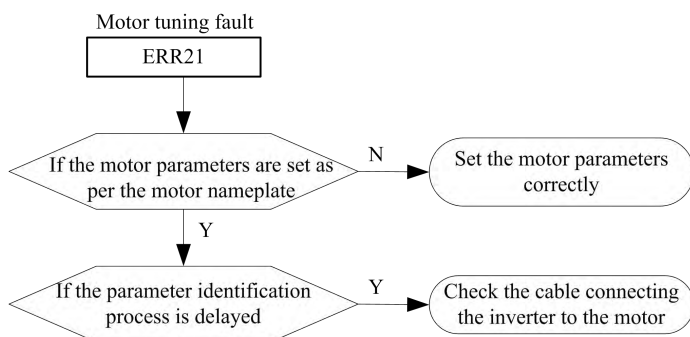 Motor tuning fault
ERR21
If the motor parameters are set as
per the motor nameplate
N
Set the motor parameters
correctly
Y
If the parameter identification
process is delayed
Y
Check the cable connecting
the inverter to the motor